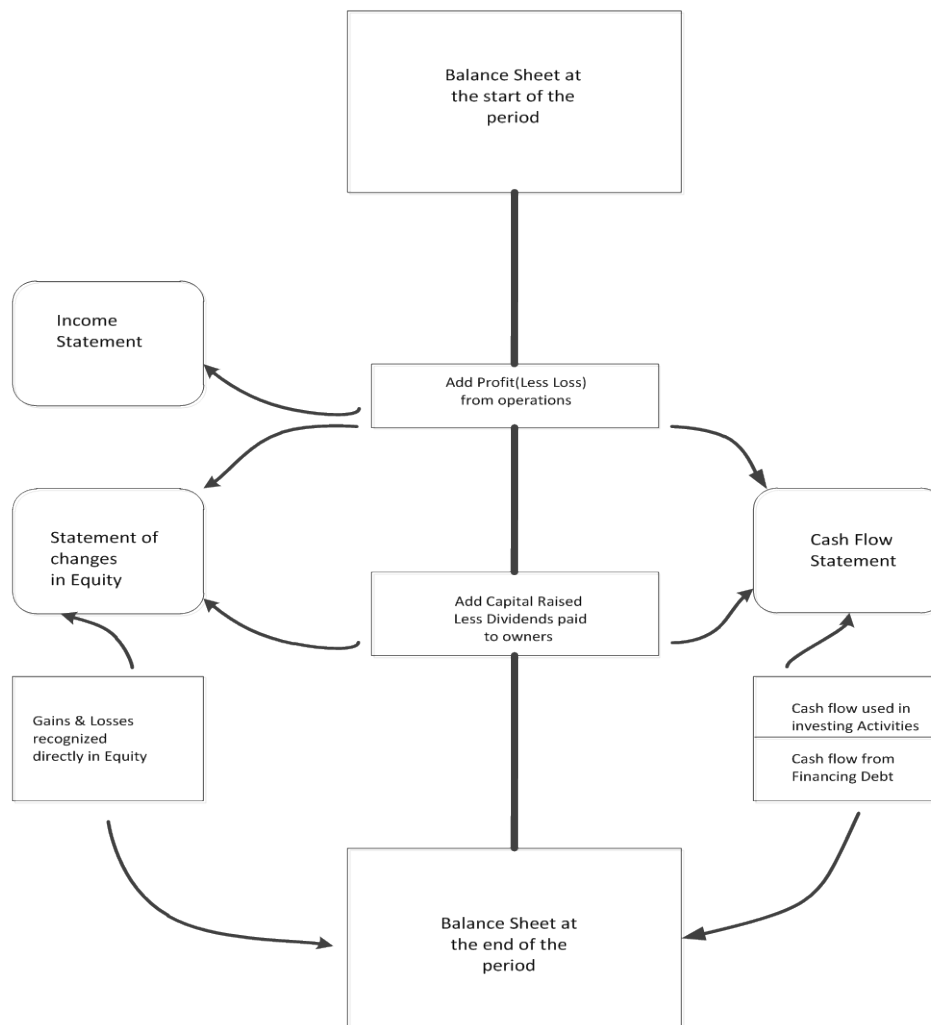 Balance Sheet at
the start of the
period
Income
Statement
Add Profit(Less Loss)
from operations
Statement of
changes
in Equity
Cash Flow
Statement
Add Capital Raised
Less Dividends paid
to owners
Gains & Losses
recognized
directly in Equity
Cash flow used in
investing Activities
Cash flow from
Financing Debt
Balance Sheet at
the end of the
period